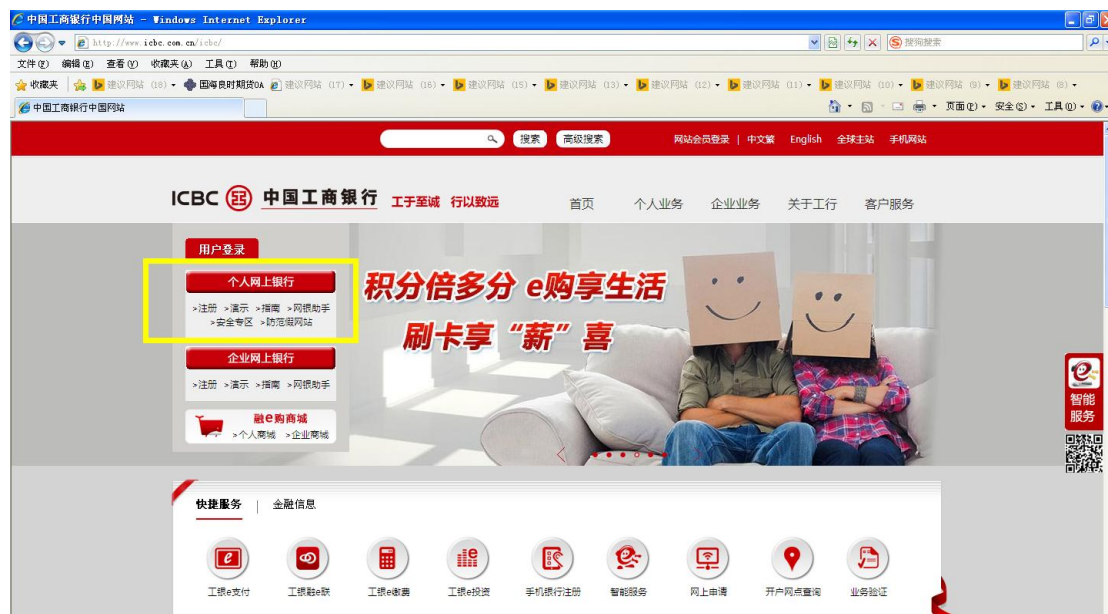 中国工商银行中国网站 - Windows Internet Explorer
http://www.icbc.com.cn/icbc/
搜狗搜索
文件(F) 编辑(E) 查看(V) 收藏夹(A) 工具(T) 帮助(H)
收藏夹 建议网站 (18) 国海良时期货OA 建议网站 (17) 建议网站 (16) 建议网站 (15) 建议网站 (13) 建议网站 (12) 建议网站 (11) 建议网站 (10) 建议网站 (9) 建议网站 (8)
中国工商银行中国网站 页面(P) 安全(S) 工具(O)
搜索 高级搜索 网站会员登录 | 中文繁 English 全球主站 手机网站
ICBC 中国工商银行 工于至诚 行以致远 首页 个人业务 企业业务 关于工行 客户服务
用户登录
个人网上银行
>注册 >演示 >指南 >网银助手
>安全专区 >防范假网站
企业网上银行
>注册 >演示 >指南 >网银助手
融e购商城
>个人商城 >企业商城
积分倍多分 e购享生活
刷卡享“薪”喜
智能
服务
快捷服务 | 金融信息
工银e支付 工银融e联 工银e缴费 工银e投资 手机银行注册 智能服务 网上申请 开户网点查询 业务验证